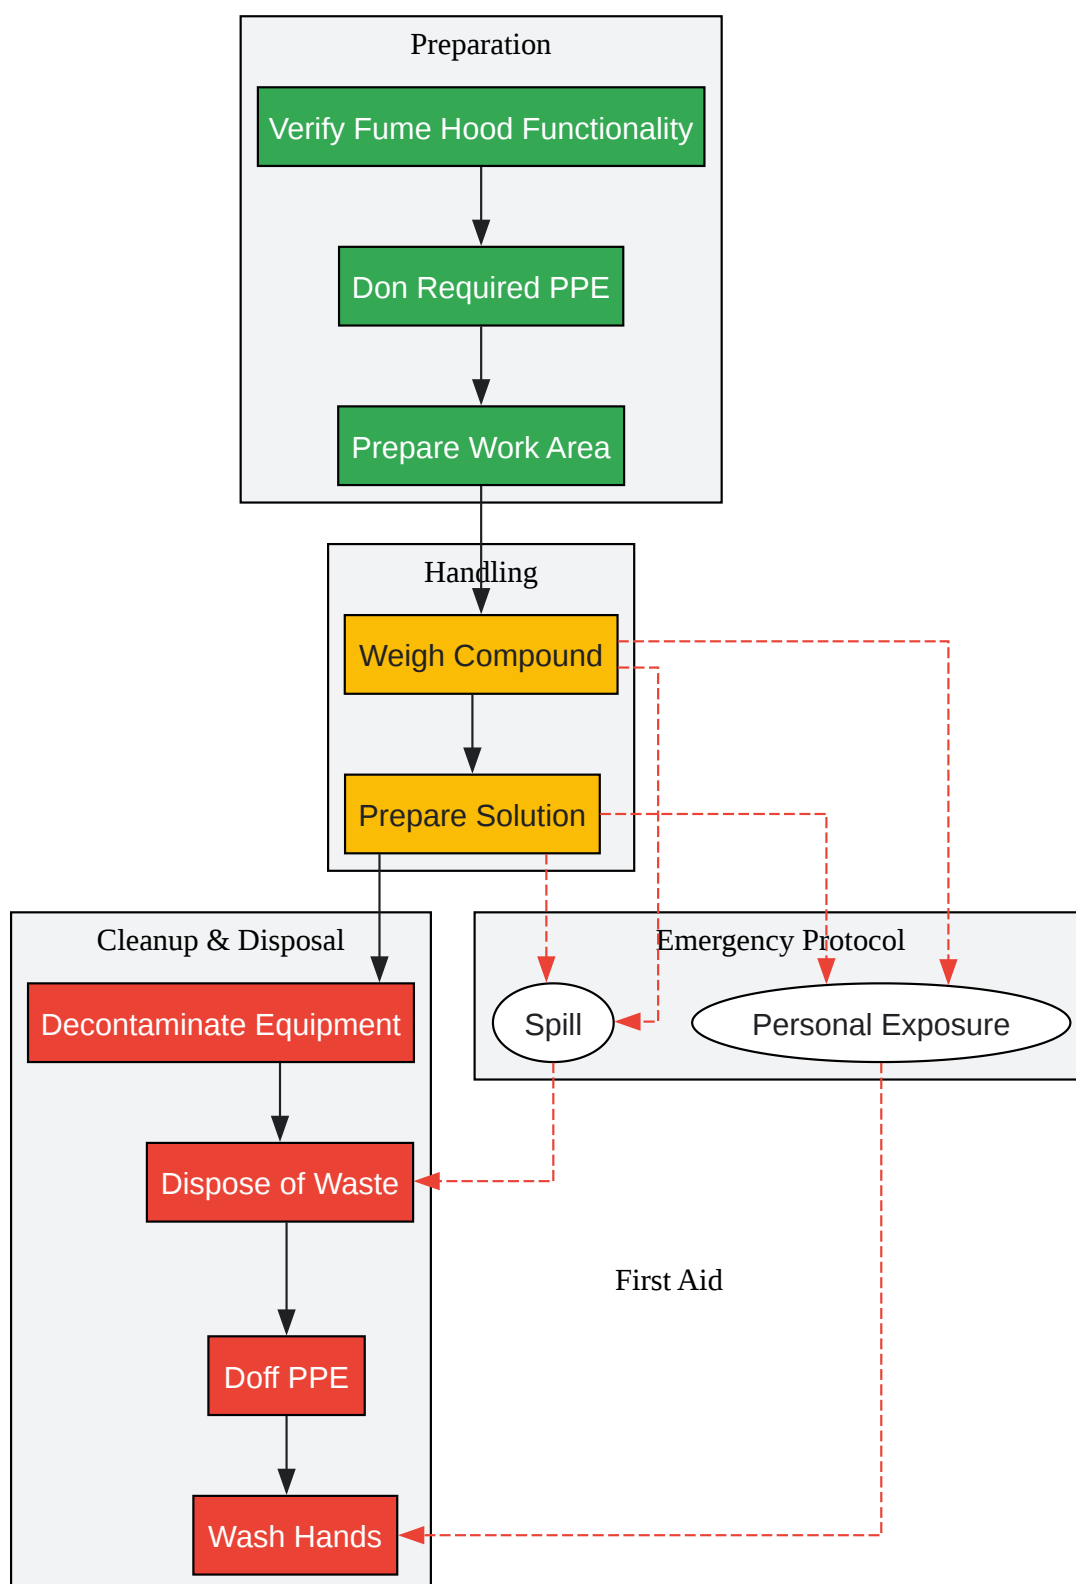 Preparation
Verify Fume Hood Functionality
Don Required PPE
Prepare Work Area
Handling
Weigh Compound
Prepare Solution
Cleanup & Disposal
Emergency Protocol
Decontaminate Equipment
Spill
Personal Exposure
Dispose of Waste
First Aid
Doff PPE
Wash Hands